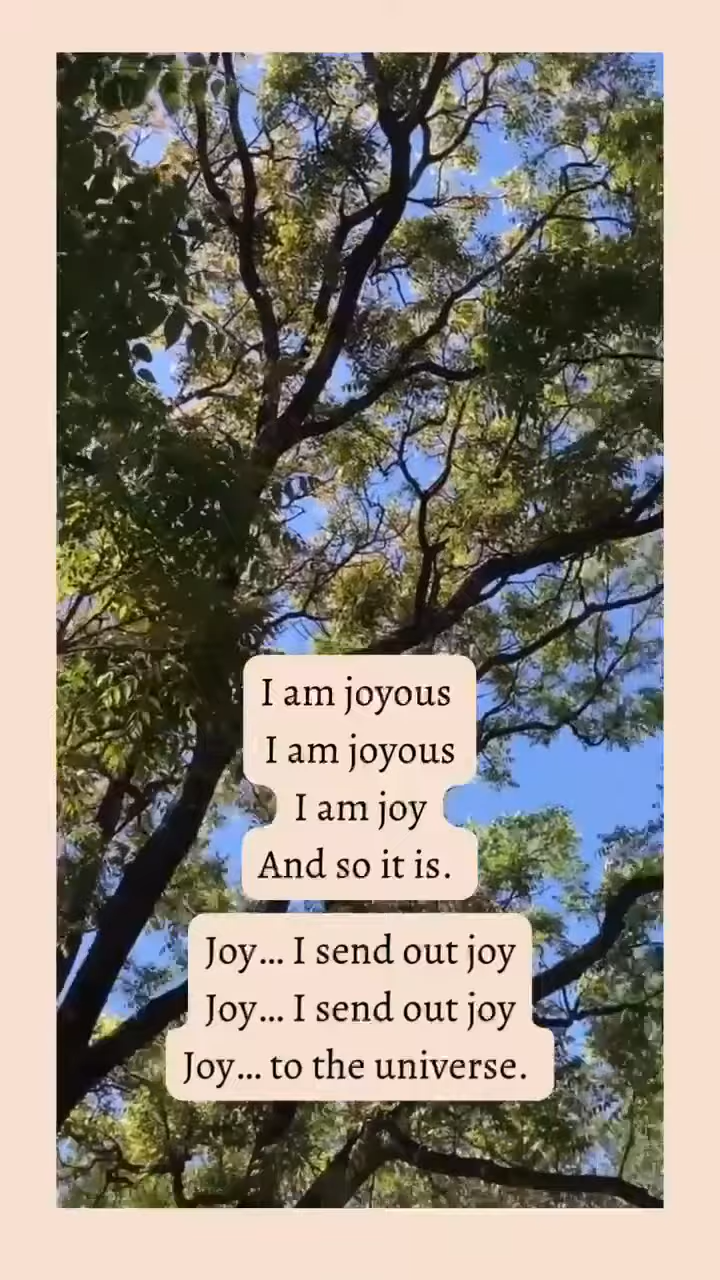 I am joyous
I am joyous
I am joy
And so it is.
Joy... I send out joy
Joy... I send out joy
Joy... to the universe.